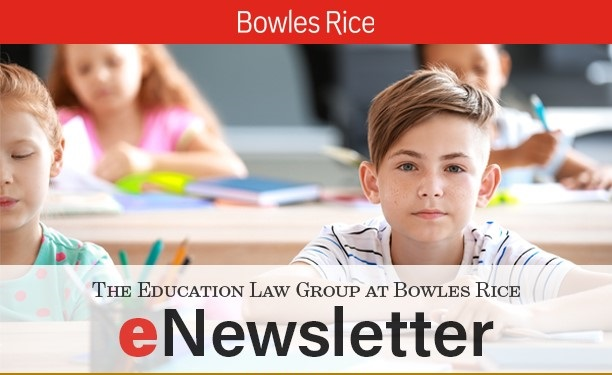 Bowles Rice
The Education Law Group at Bowles Rice
eNewsletter